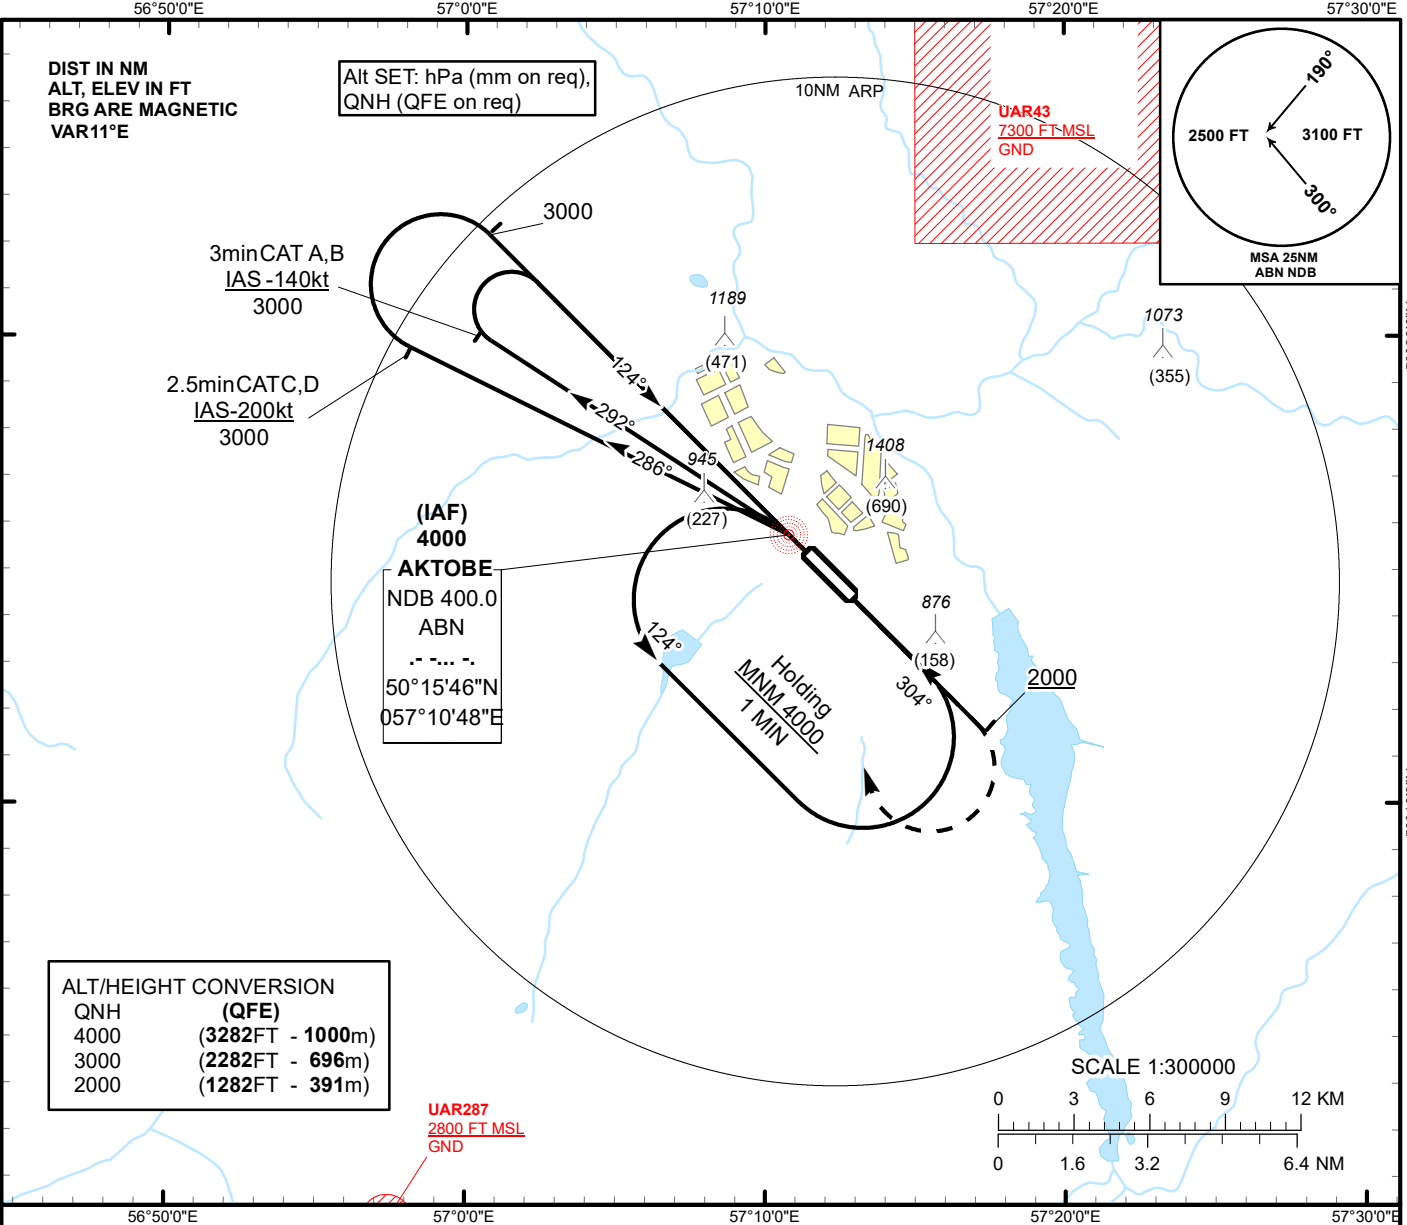 56°50'0"E
57°0'0"E
57°10'0"E
57°20'0"E
57°30'0"E
DIST IN NM
ALT, ELEV IN FT
BRG ARE MAGNETIC
VAR11°E
Alt SET: hPa (mm on req),
QNH (QFE on req)
10NM ARP
UAR43
7300 FT MSL
GND
190°
2500 FT
3100 FT
300°
MSA 25NM
ABN NDB
3000
3min CAT A,B
IAS -140kt
3000
2.5min CAT C,D
IAS-200kt
3000
1189
(471)
1073
(355)
124°
292°
286°
945
(227)
1408
(690)
(IAF)
4000
AKTOBE
NDB 400.0
ABN
.- -... -.
50°15'46"N
057°10'48"E
124°
Holding
MNM 4000
1 MIN
876
(158)
304°
2000
ALT/HEIGHT CONVERSION
QNH (QFE)
4000 (3282FT - 1000m)
3000 (2282FT - 696m)
2000 (1282FT - 391m)
UAR287
2800 FT MSL
GND
SCALE 1:300000
0 3 6 9 12 KM
0 1.6 3.2 6.4 NM
56°50'0"E
57°0'0"E
57°10'0"E
57°20'0"E
57°30'0"E